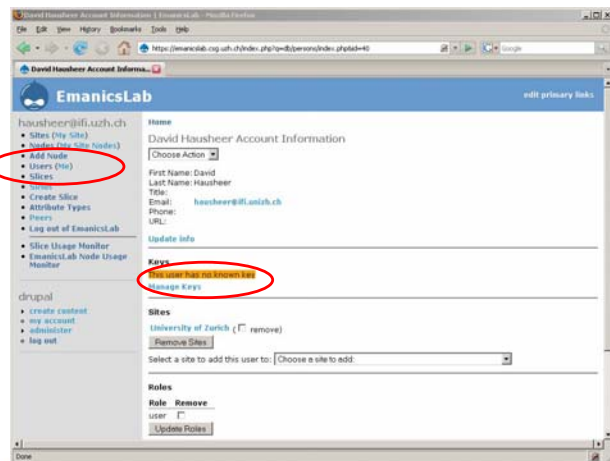 David Hausheer Account Information | EmanicsLab - Mozilla Firefox
File Edit View History Bookmarks Tools Help
https://emanicslab.csg.uzh.ch/index.php?q=db/persons/index.php&id=40
Google
David Hausheer Account Informa...
EmanicsLab
edit primary links
hausheer@ifi.uzh.ch
Sites (My Site)
Nodes (My Site Nodes)
Add Node
Users (Me)
Slices
Create Slice
Attribute Types
Peers
Log out of EmanicsLab
Slice Usage Monitor
EmanicsLab Node Usage
Monitor
drupal
create content
my account
administer
log out
Home
David Hausheer Account Information
Choose Action
First Name: David
Last Name: Hausheer
Title:
Email: hausheer@ifi.unizh.ch
Phone:
URL:
Update info
Keys
This user has no known key
Manage Keys
Sites
University of Zurich ( remove)
Remove Sites
Select a site to add this user to: Choose a site to add:
Roles
Role Remove
user
Update Roles
Done